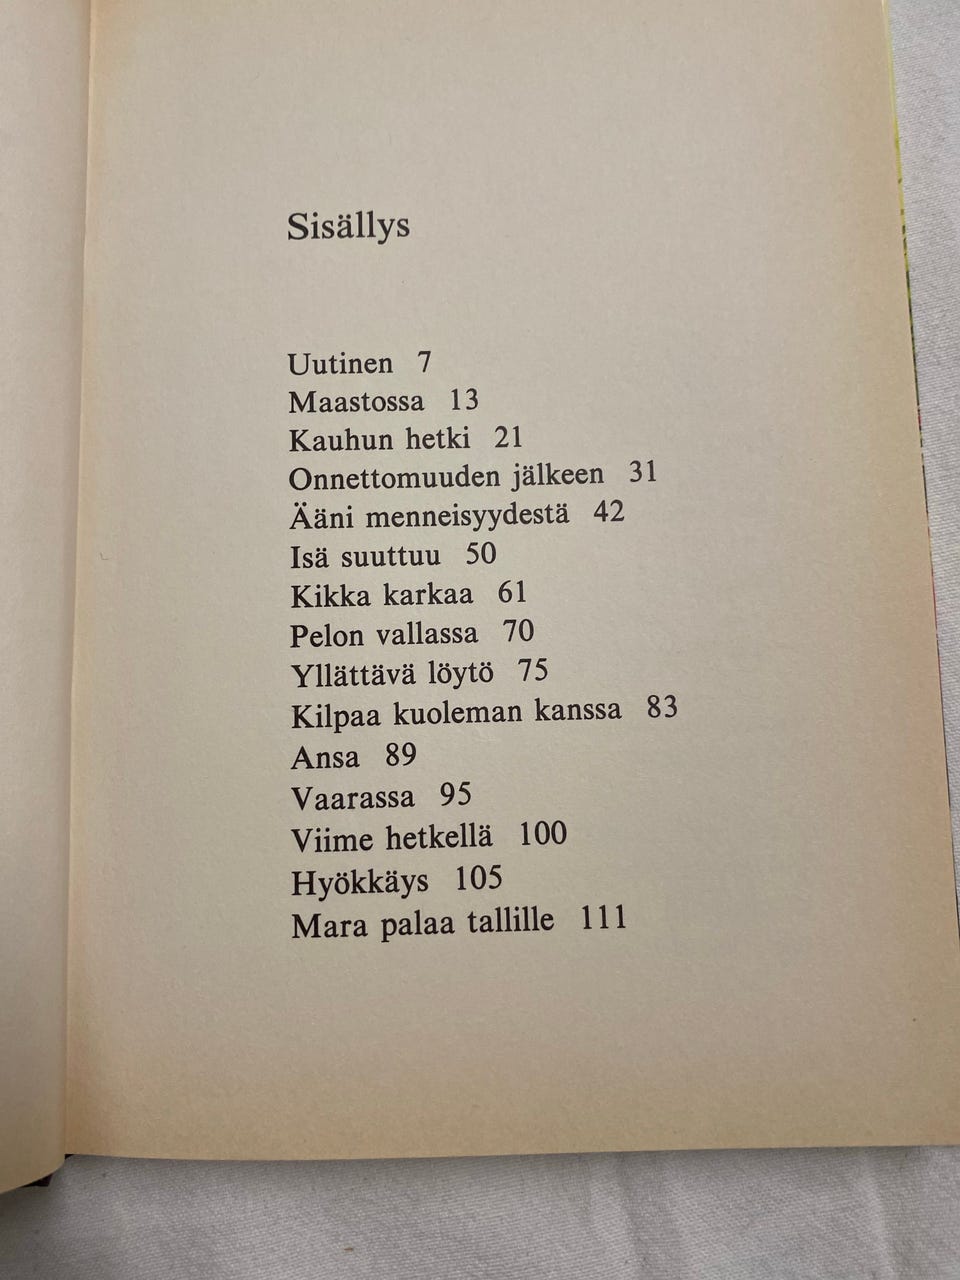 Sisällys
Uutinen 7
Maastossa 13
Kauhun hetki 21
Onnettomuuden jälkeen 31
Ääni menneisyydestä 42
Isä suuttuu 50
Kikka karkaa 61
Pelon vallassa 70
Yllättävä löytö 75
Kilpaa kuoleman kanssa 83
Ansa 89
Vaarassa 95
Viime hetkellä 100
Hyökkäys 105
Mara palaa tallille 111